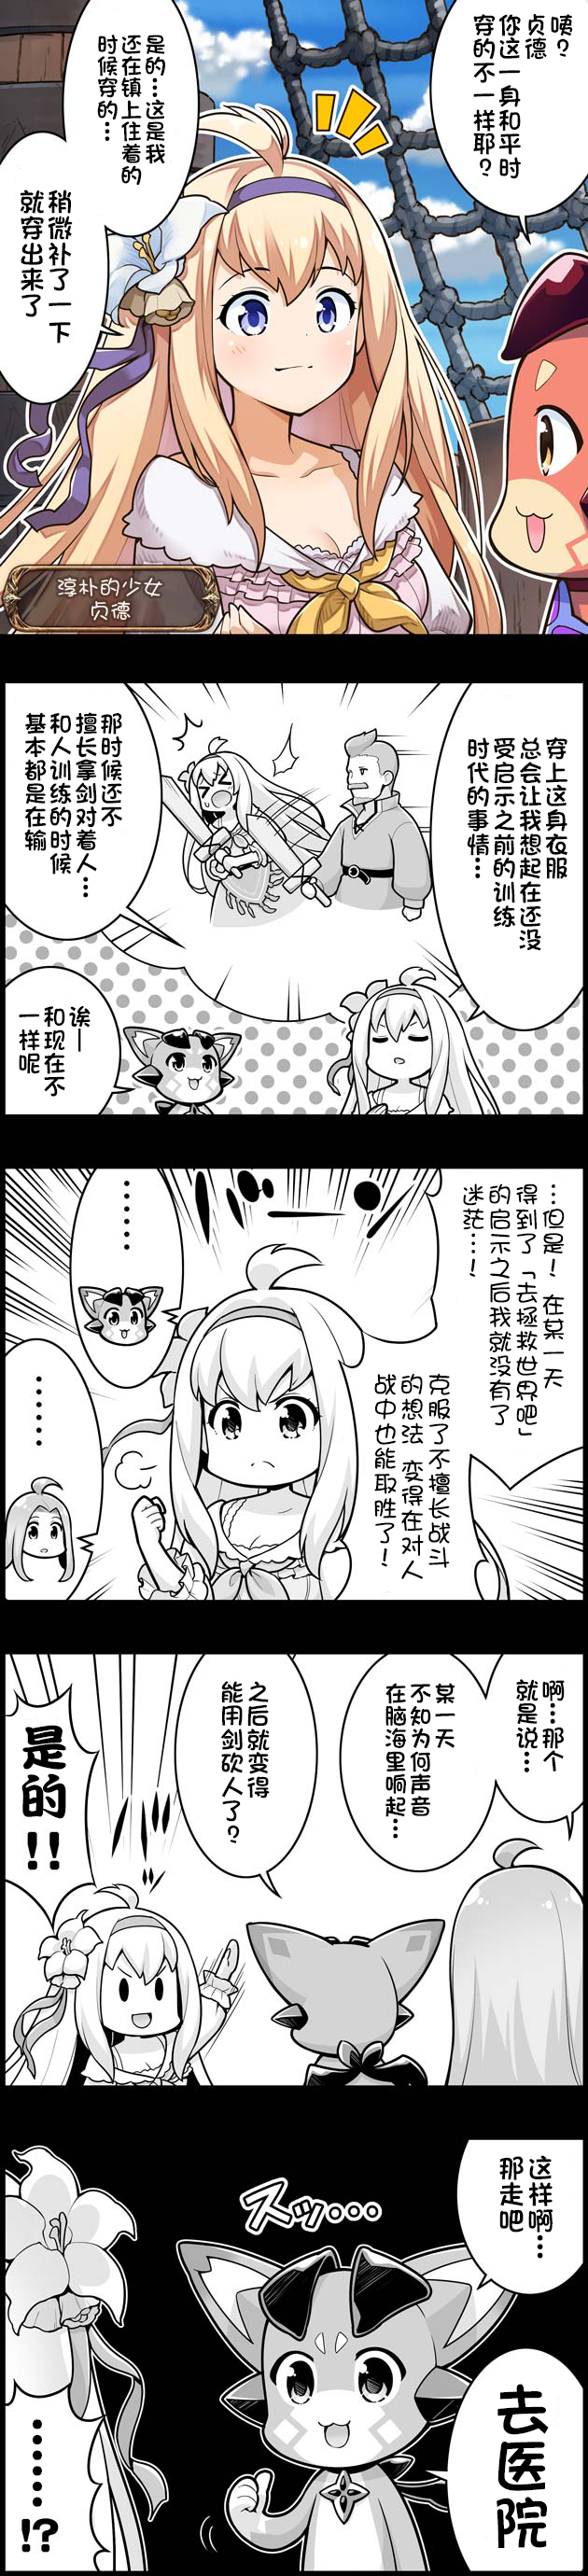 咦?
贞德
你这一身和平时
穿的不一样耶?
是的…这是我
还在镇上住着的
时候穿的…
稍微补了一下
就穿出来了
淳朴的少女
贞德
穿上这身衣服
总会让我想起在还没
受启示之前的训练
时代的事情…
那时候还不
擅长拿剑对着人…
和人训练的时候
基本都是在输
诶ー
和现在不
一样呢
…但是!在某一天
得到了「去拯救世界吧」
的启示之后我就没有了
迷茫…!
克服了不擅长战斗
的想法 变得在对人
战中也能取胜了!
バーン
……
……
啊…那个
就是说…
某一天
不知为何声音
在脑海里响起…
之后就变得
能用剑砍人了?
是的!!
这样啊…
那走吧
スッ…
去医院
……!?